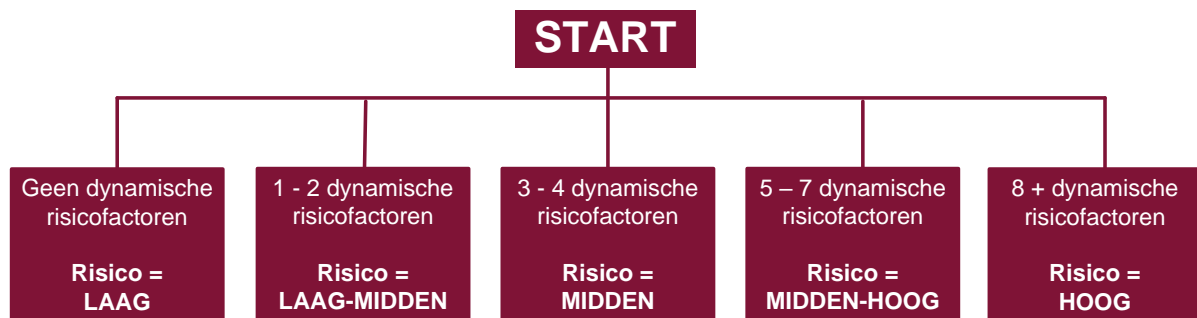 START
Geen dynamische
risicofactoren
Risico =
LAAG
1 - 2 dynamische
risicofactoren
Risico =
LAAG-MIDDEN
3 - 4 dynamische
risicofactoren
Risico =
MIDDEN
5 – 7 dynamische
risicofactoren
Risico =
MIDDEN-HOOG
8 + dynamische
risicofactoren
Risico =
HOOG